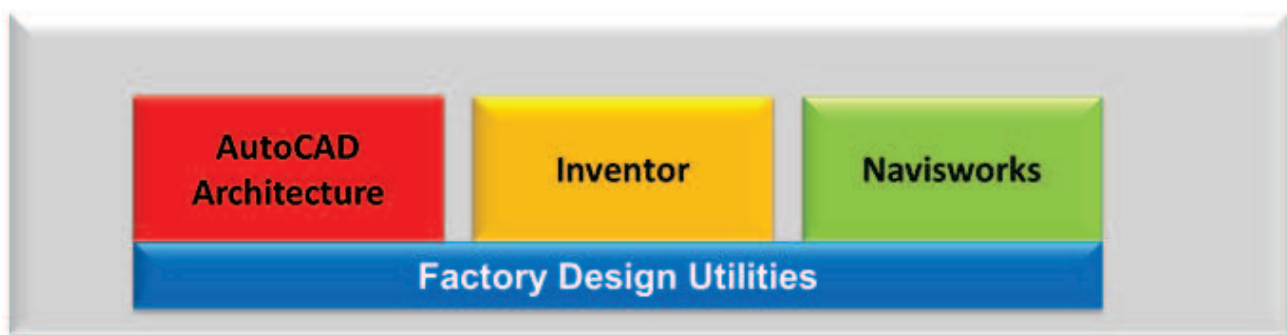 AutoCAD
Architecture
Inventor
Navisworks
Factory Design Utilities